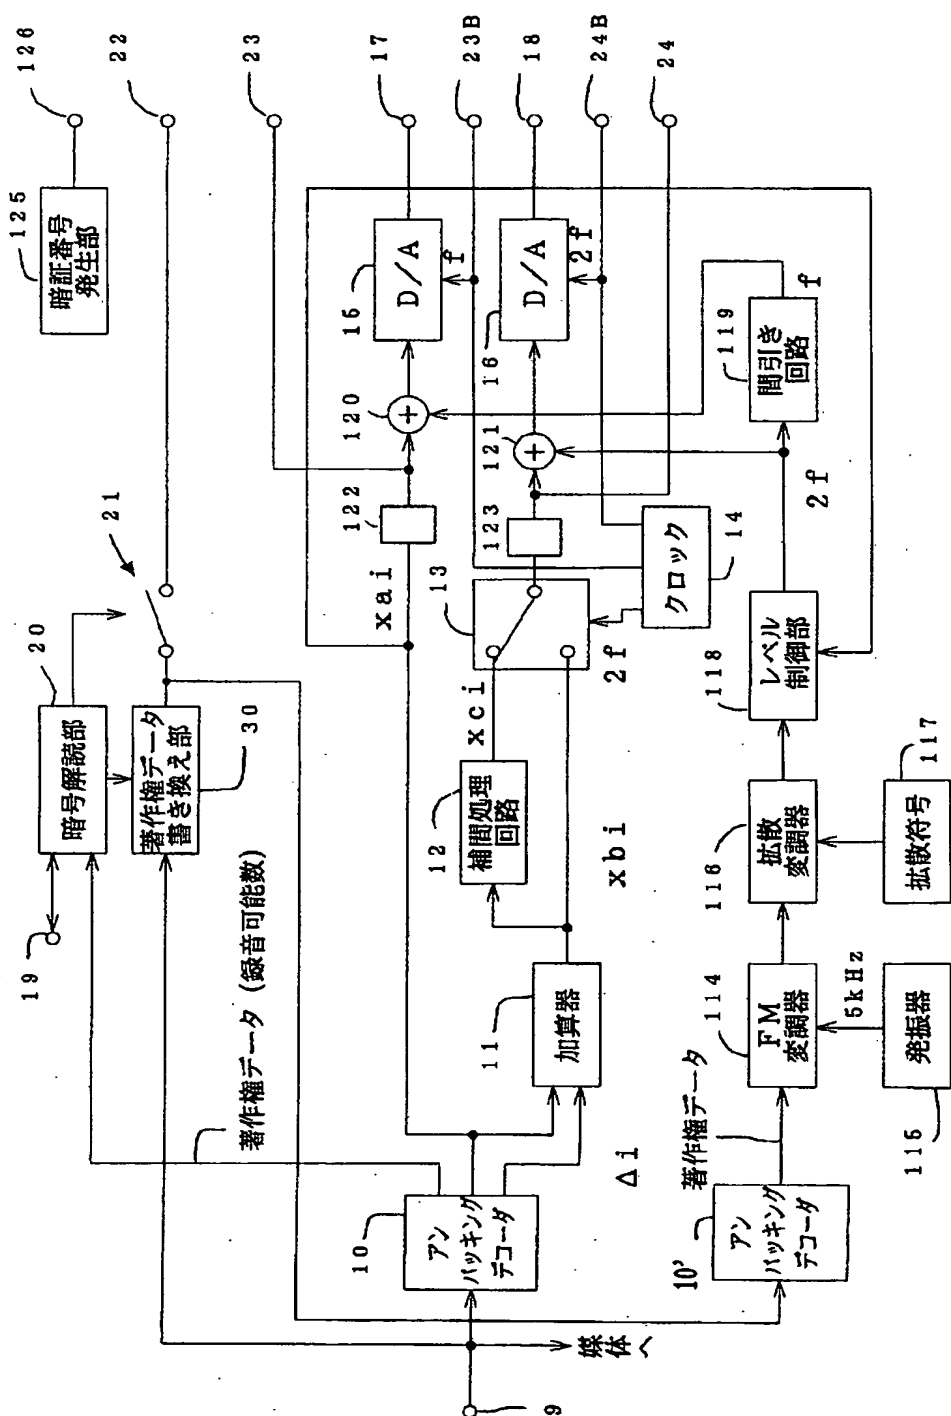 126
22
23
17
23B
18
24B
24
125
暗証番号
発生部
21
20
暗号解読部
著作権データ
書き換え部
30
19
著作権データ (録音可能数)
15
D/A
f
120
122
xai
16
D/A
2f
121
123
13
xci
2f
クロック
14
12
補間処理
回路
xbi
11
加算器
Δi
10
アン
パッキング
デコーダ
9
媒体へ
10'
アン
パッキング
デコーダ
著作権データ
114
FM
変調器
5kHz
発振器
115
116
拡散
変調器
拡散符号
117
118
レベル
制御部
2f
119
間引き
回路
f